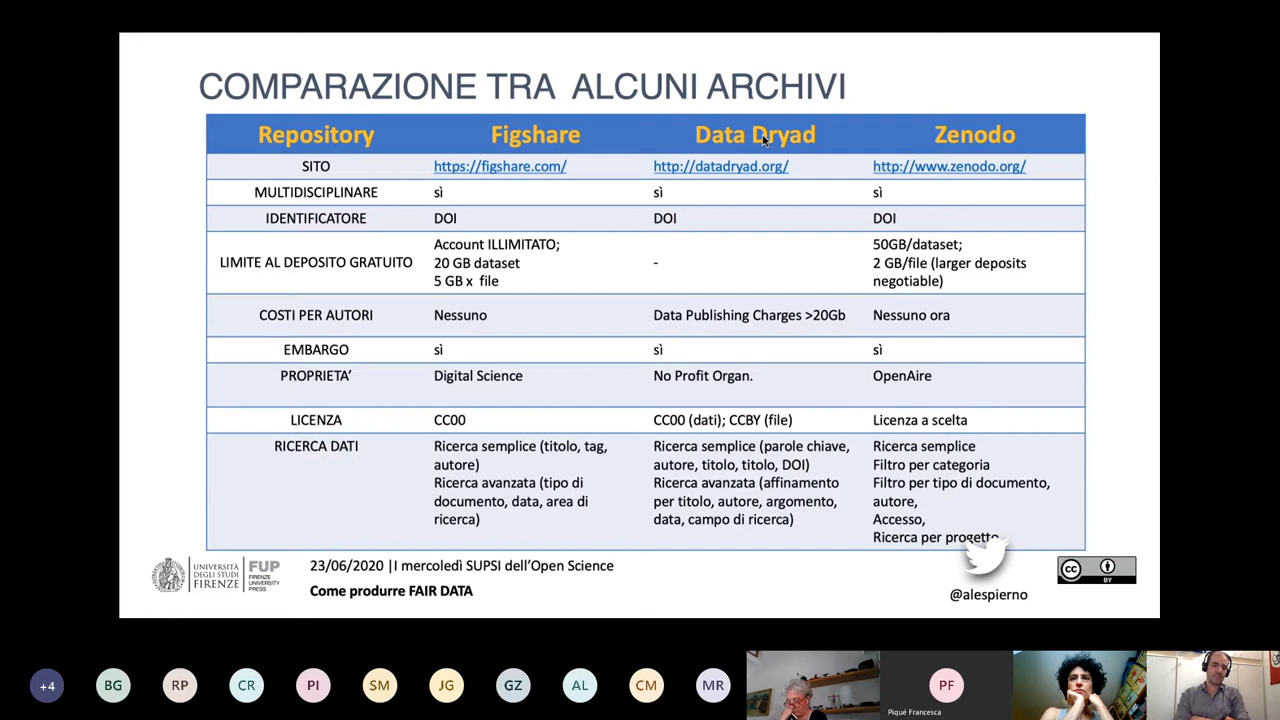 COMPARAZIONE TRA ALCUNI ARCHIVI
Repository Figshare Data Dryad Zenodo
SITO https://figshare.com/ http://datadryad.org/ http://www.zenodo.org/
MULTIDISCIPLINARE sì sì sì
IDENTIFICATORE DOI DOI DOI
LIMITE AL DEPOSITO GRATUITO
Account ILLIMITATO;
20 GB dataset
5 GB x file
-
50GB/dataset;
2 GB/file (larger deposits
negotiable)
COSTI PER AUTORI Nessuno Data Publishing Charges >20Gb Nessuno ora
EMBARGO sì sì sì
PROPRIETA' Digital Science No Profit Organ. OpenAire
LICENZA CC00 CC00 (dati); CCBY (file) Licenza a scelta
RICERCA DATI
Ricerca semplice (titolo, tag,
autore)
Ricerca avanzata (tipo di
documento, data, area di
ricerca)
Ricerca semplice (parole chiave,
autore, titolo, titolo, DOI)
Ricerca avanzata (affinamento
per titolo, autore, argomento,
data, campo di ricerca)
Ricerca semplice
Filtro per categoria
Filtro per tipo di documento,
autore,
Accesso,
Ricerca per progetto
UNIVERSITÀ
DEGLI STUDI
FIRENZE
FUP
FIRENZE
UNIVERSITY
PRESS
23/06/2020 |I mercoledì SUPSI dell'Open Science
Come produrre FAIR DATA
@alespierno
CC BY
+4 BG RP CR PI SM JG GZ AL CM MR PF
Piqué Francesca